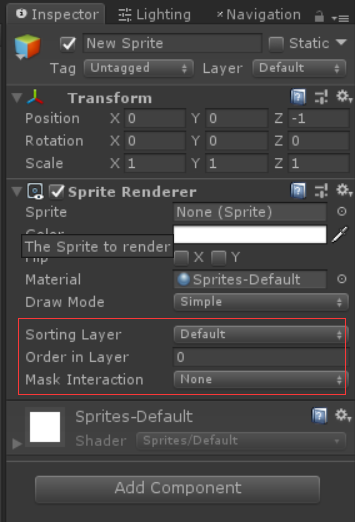 Inspector Lighting Navigation
New Sprite Static
Tag Untagged Layer Default
Transform
Position X 0 Y 0 Z -1
Rotation X 0 Y 0 Z 0
Scale X 1 Y 1 Z 1
Sprite Renderer
Sprite None (Sprite)
The Sprite to render
X Y
Material Sprites-Default
Draw Mode Simple
Sorting Layer Default
Order in Layer 0
Mask Interaction None
Sprites-Default
Shader Sprites/Default
Add Component